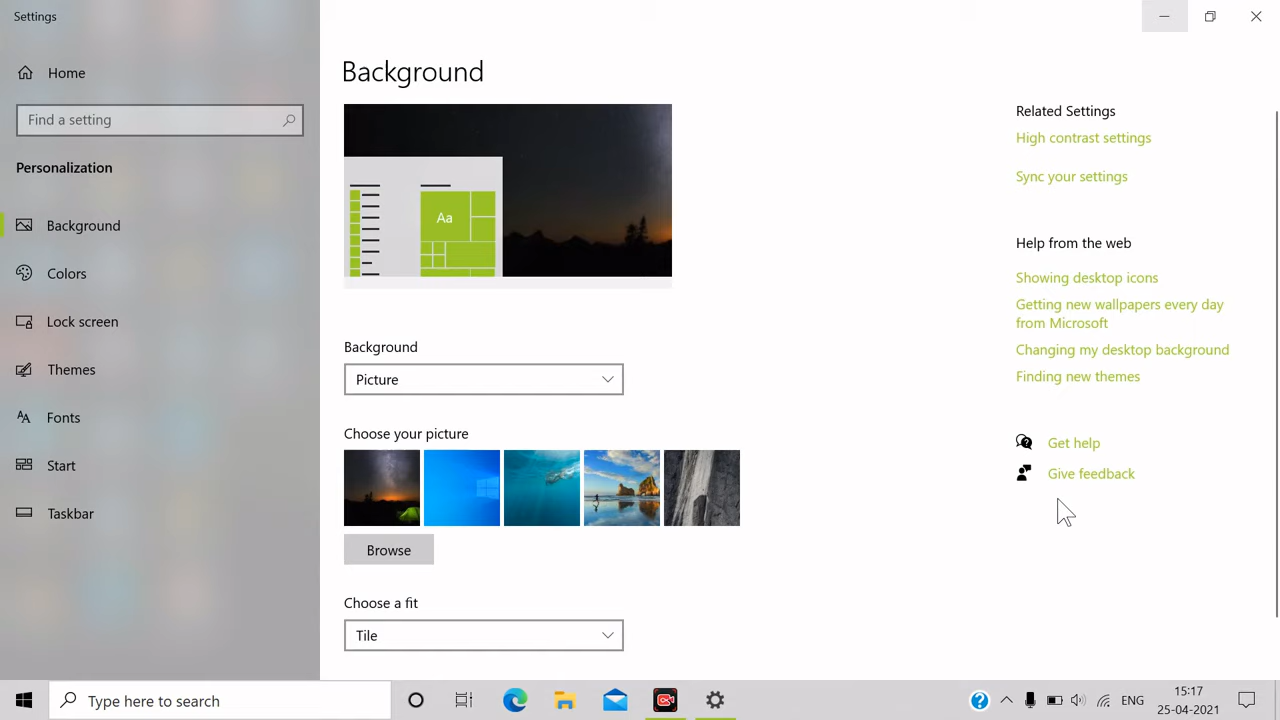 Settings
Home
Find a setting
Personalization
Background
Colors
Lock screen
Themes
Fonts
Start
Taskbar
Background
Aa
Background
Picture
Choose your picture
Browse
Choose a fit
Tile
Related Settings
High contrast settings
Sync your settings
Help from the web
Showing desktop icons
Getting new wallpapers every day
from Microsoft
Changing my desktop background
Finding new themes
Get help
Give feedback
Type here to search
ENG
15:17
25-04-2021